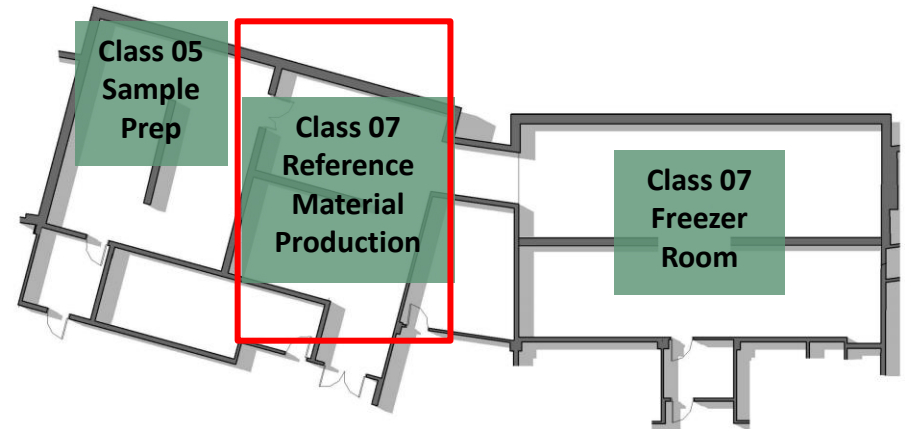 Class 05
Sample
Prep
Class 07
Reference
Material
Production
Class 07
Freezer
Room